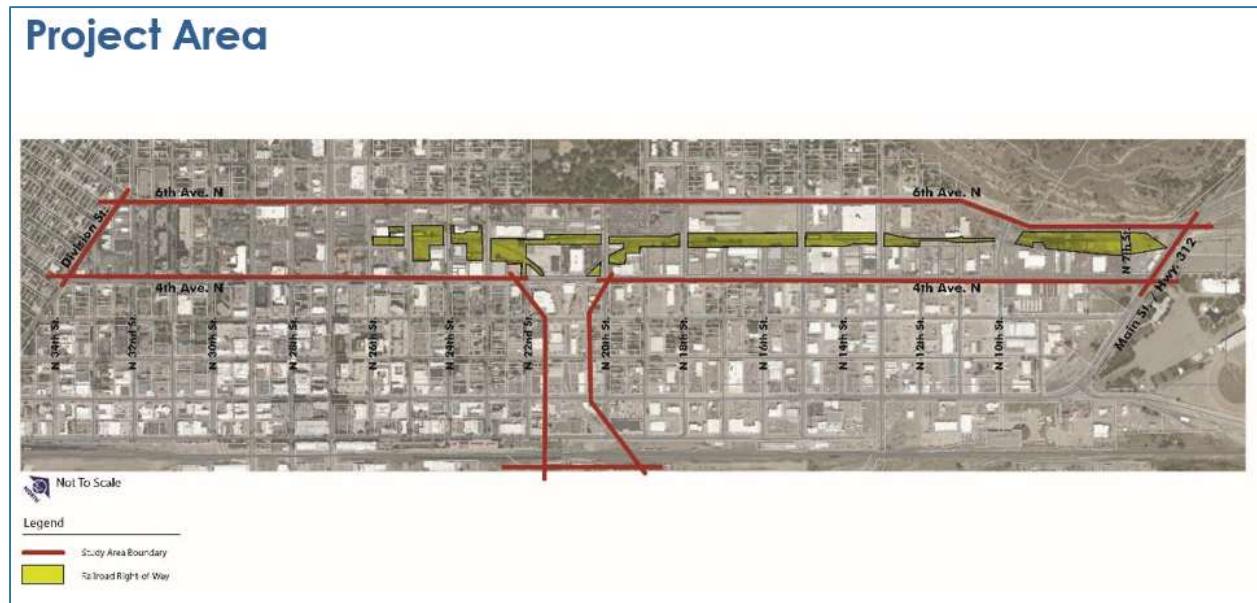 Project Area
6th Ave. N
6th Ave. N
Division St.
N 7th St.
Main St. / Hwy. 312
4th Ave. N
4th Ave. N
N 34th St.
N 32nd St.
N 30th St.
N 28th St.
N 26th St.
N 24th St.
N 22nd St.
N 20th St.
N 18th St.
N 16th St.
N 14th St.
N 12th St.
N 10th St.
NORTH
Not To Scale
Legend
Study Area Boundary
Railroad Right-of-Way